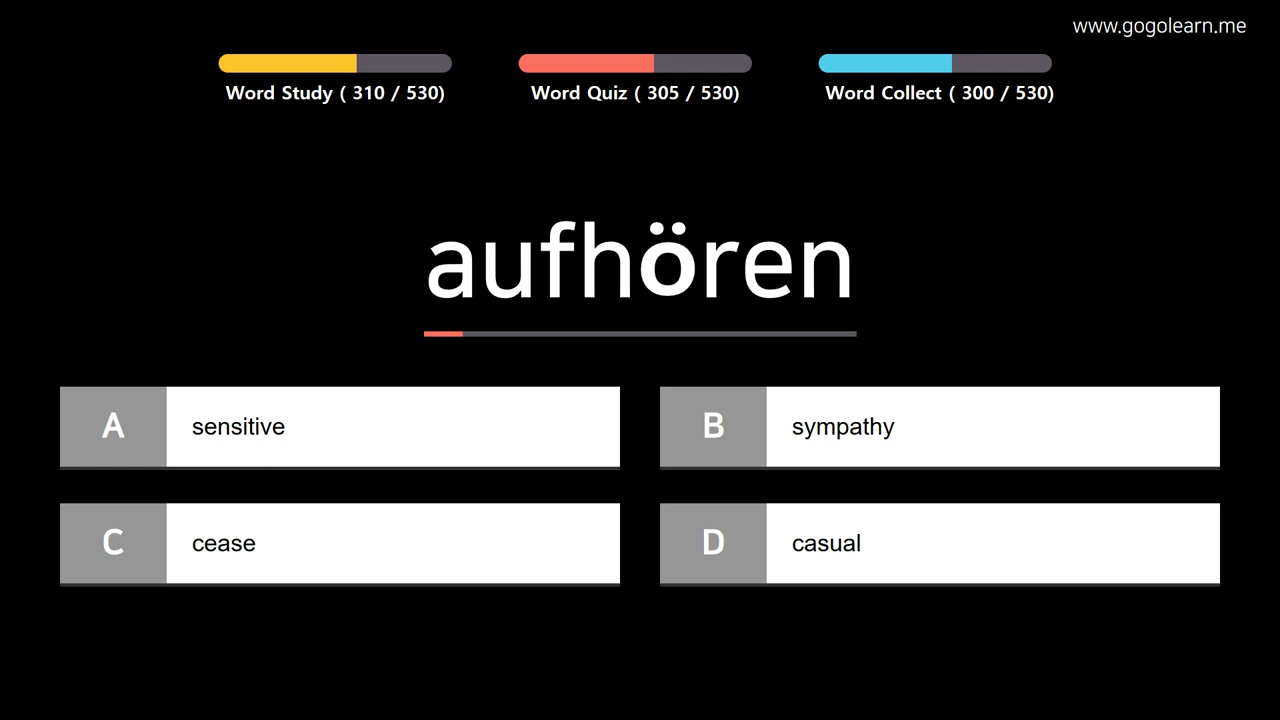 www.gogolearn.me
Word Study ( 310 / 530)
Word Quiz ( 305 / 530)
Word Collect ( 300 / 530)
aufhören
A sensitive
B sympathy
C cease
D casual